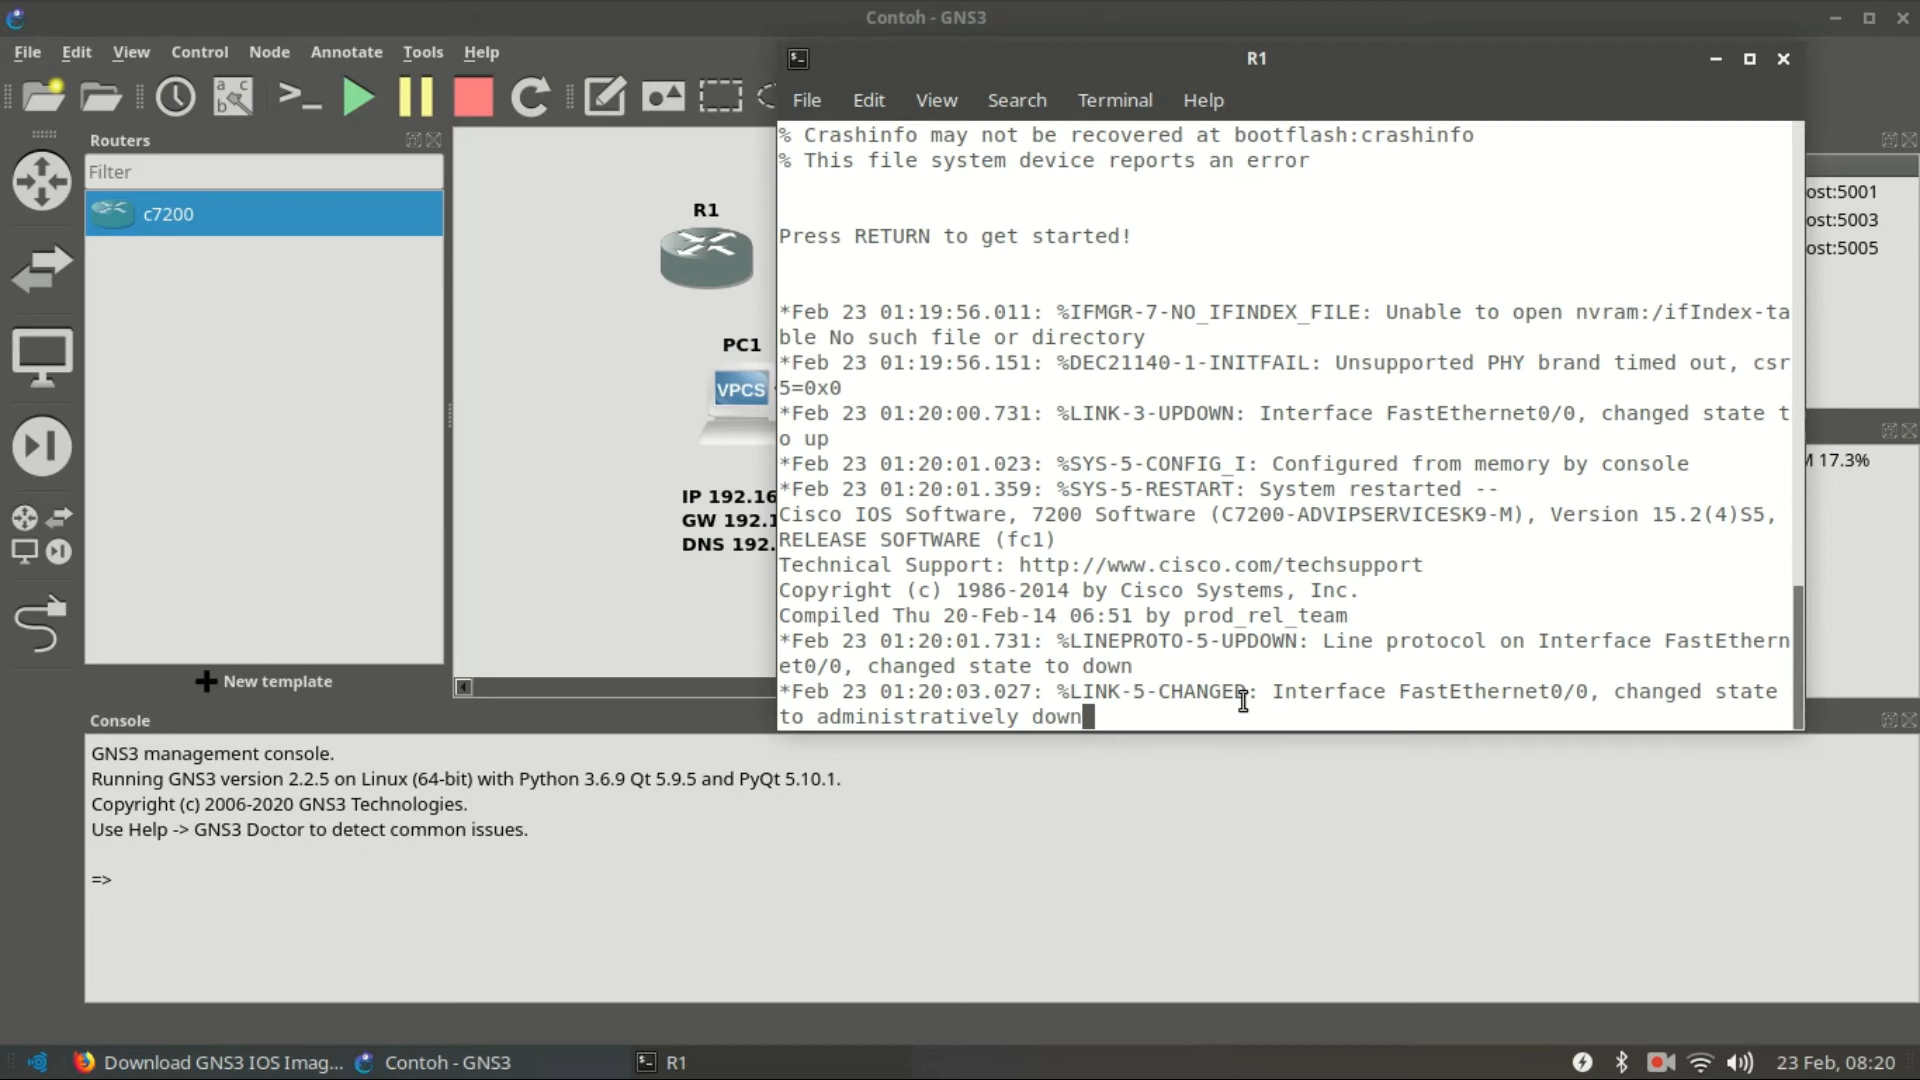 Contoh - GNS3
File Edit View Control Node Annotate Tools Help
Routers
Filter
c7200
New template
R1
PC1
VPCS
IP 192.16
GW 192.1
DNS 192.
R1
File Edit View Search Terminal Help
% Crashinfo may not be recovered at bootflash:crashinfo
% This file system device reports an error
Press RETURN to get started!
*Feb 23 01:19:56.011: %IFMGR-7-NO_IFINDEX_FILE: Unable to open nvram:/ifIndex-ta
ble No such file or directory
*Feb 23 01:19:56.151: %DEC21140-1-INITFAIL: Unsupported PHY brand timed out, csr
5=0x0
*Feb 23 01:20:00.731: %LINK-3-UPDOWN: Interface FastEthernet0/0, changed state t
o up
*Feb 23 01:20:01.023: %SYS-5-CONFIG_I: Configured from memory by console
*Feb 23 01:20:01.359: %SYS-5-RESTART: System restarted --
Cisco IOS Software, 7200 Software (C7200-ADVIPSERVICESK9-M), Version 15.2(4)S5,
RELEASE SOFTWARE (fc1)
Technical Support: http://www.cisco.com/techsupport
Copyright (c) 1986-2014 by Cisco Systems, Inc.
Compiled Thu 20-Feb-14 06:51 by prod_rel_team
*Feb 23 01:20:01.731: %LINEPROTO-5-UPDOWN: Line protocol on Interface FastEthern
et0/0, changed state to down
*Feb 23 01:20:03.027: %LINK-5-CHANGED: Interface FastEthernet0/0, changed state
to administratively down
ost:5001
ost:5003
ost:5005
M 17.3%
Console
GNS3 management console.
Running GNS3 version 2.2.5 on Linux (64-bit) with Python 3.6.9 Qt 5.9.5 and PyQt 5.10.1.
Copyright (c) 2006-2020 GNS3 Technologies.
Use Help -> GNS3 Doctor to detect common issues.
=>
Download GNS3 IOS Imag... Contoh - GNS3 R1 23 Feb, 08:20